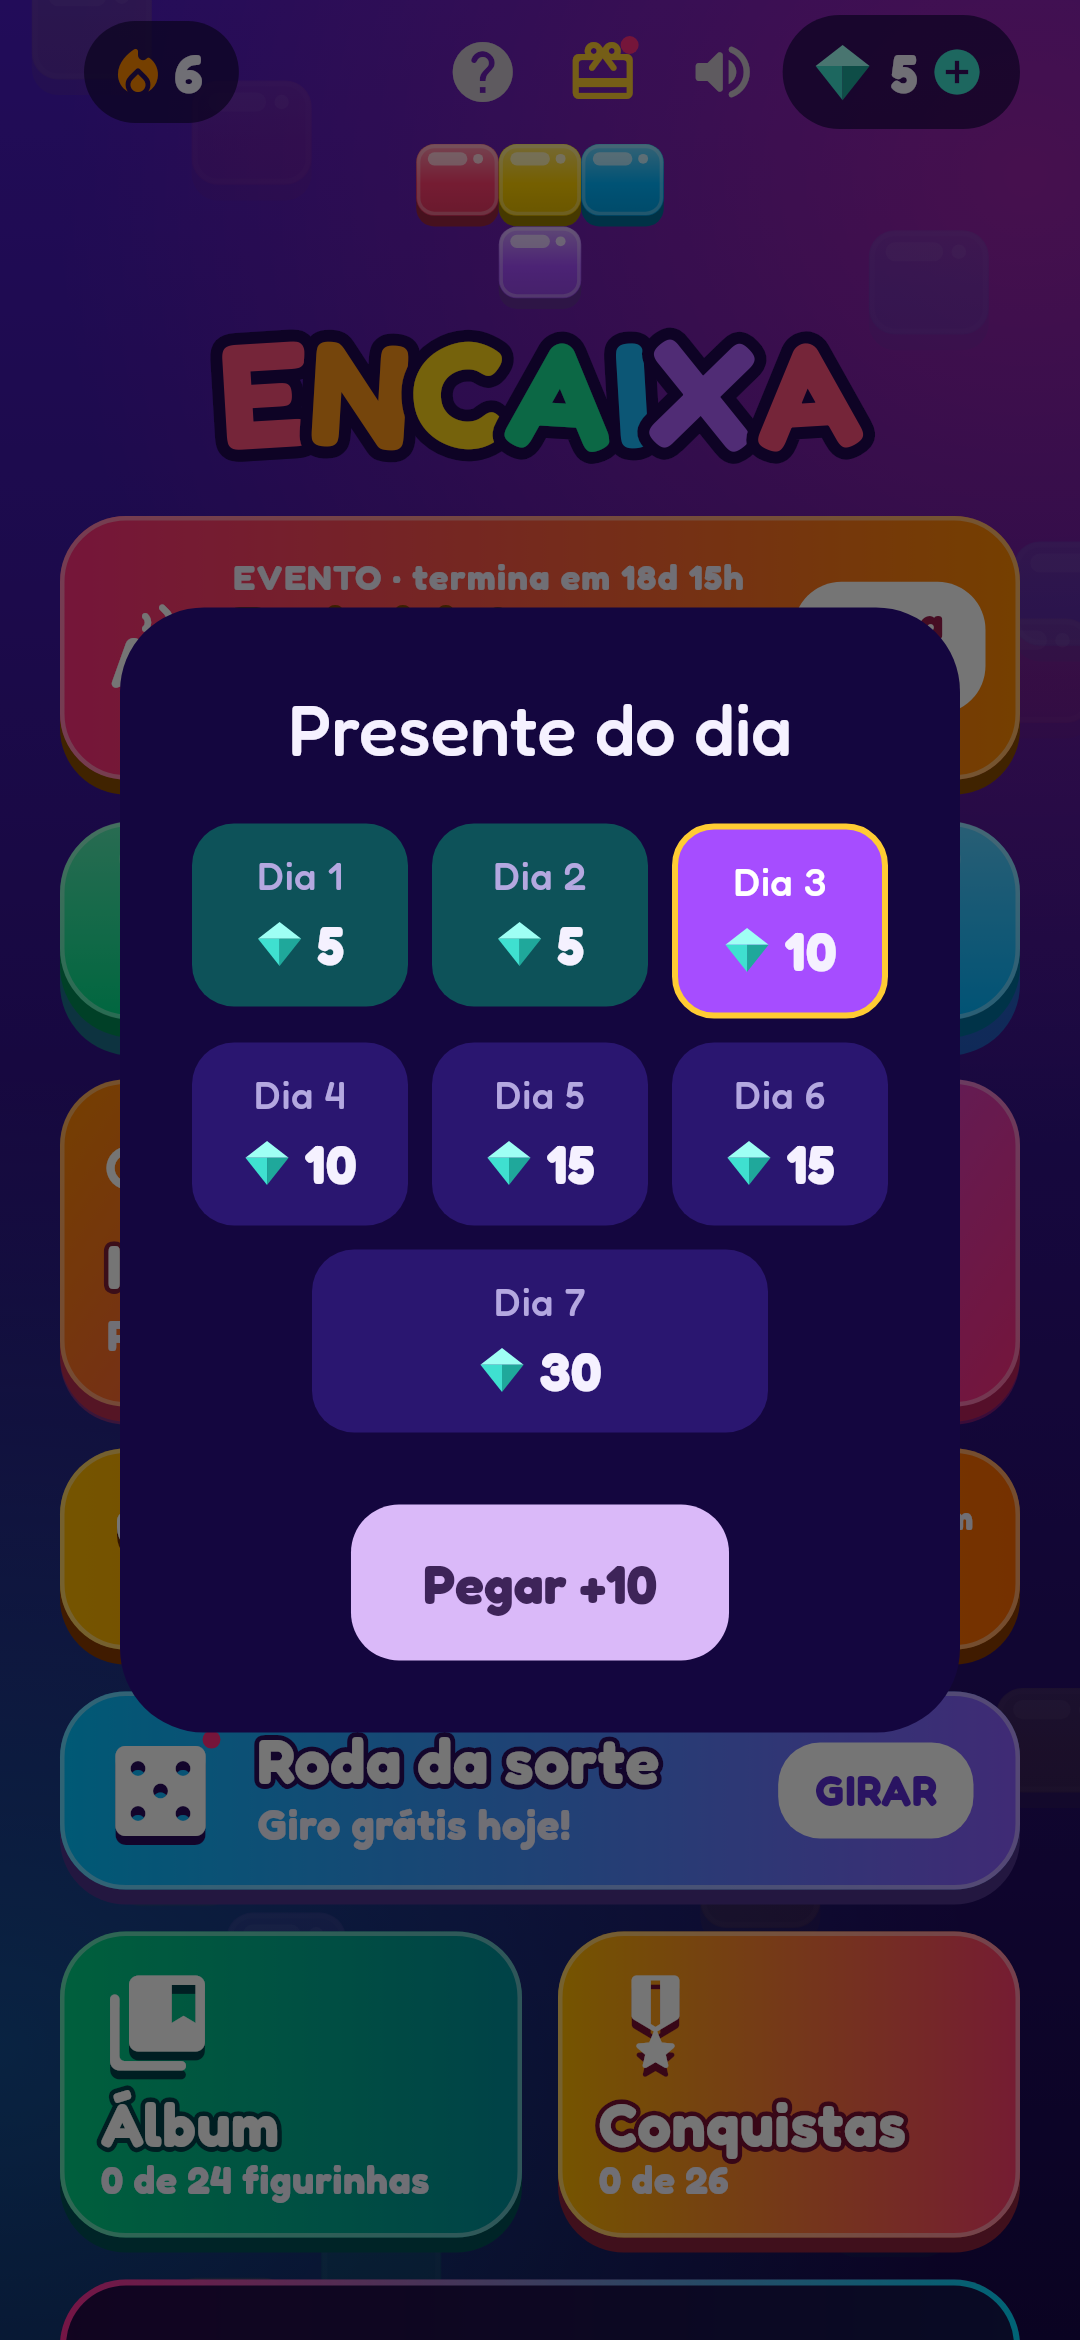 6
5
ENCAIXA
EVENTO · termina em 18d 15h
Presente do dia
Dia 1
5
Dia 2
5
Dia 3
10
Dia 4
10
Dia 5
15
Dia 6
15
Dia 7
30
Pegar +10
Roda da sorte
Giro grátis hoje!
GIRAR
Álbum
0 de 24 figurinhas
Conquistas
0 de 26